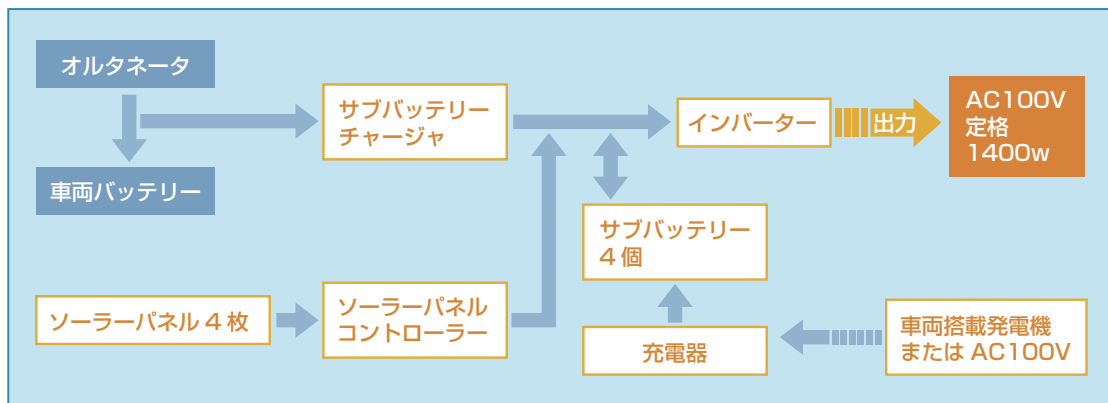 オルタネータ
車両バッテリー
サブバッテリー
チャージャ
インバーター
出力
AC100V
定格
1400w
サブバッテリー
4個
ソーラーパネル4枚
ソーラーパネル
コントローラー
充電器
車両搭載発電機
または AC100V